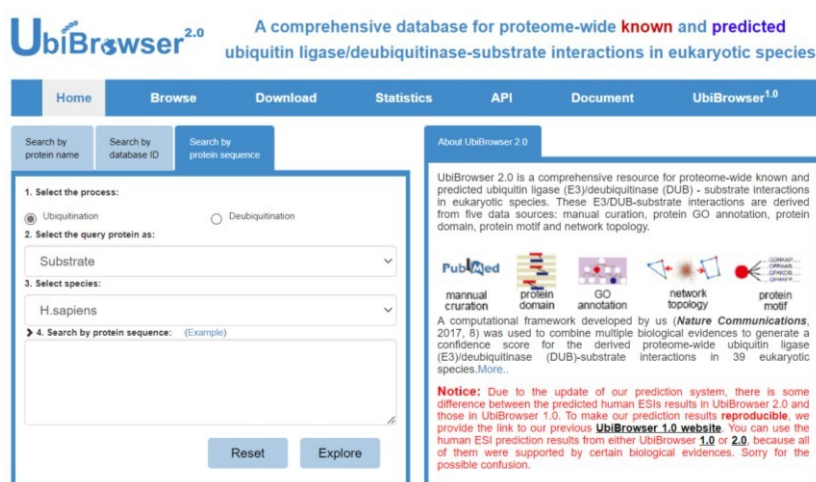 UbiBrowser2.0
A comprehensive database for proteome-wide known and predicted
ubiquitin ligase/deubiquitinase-substrate interactions in eukaryotic species
Home Browse Download Statistics API Document UbiBrowser1.0
Search by protein name
Search by database ID
Search by protein sequence
1. Select the process:
Ubiquitination Deubiquitination
2. Select the query protein as:
Substrate
3. Select species:
H.sapiens
4. Search by protein sequence: (Example)
Reset Explore
About UbiBrowser 2.0
UbiBrowser 2.0 is a comprehensive resource for proteome-wide known and
predicted ubiquitin ligase (E3)/deubiquitinase (DUB) - substrate interactions
in eukaryotic species. These E3/DUB-substrate interactions are derived
from five data sources: manual curation, protein GO annotation, protein
domain, protein motif and network topology.
PubMed
mannual cruration
protein domain
GO annotation
network topology
protein motif
A computational framework developed by us (Nature Communications,
2017, 8) was used to combine multiple biological evidences to generate a
confidence score for the derived proteome-wide ubiquitin ligase
(E3)/deubiquitinase (DUB)-substrate interactions in 39 eukaryotic
species.More..
Notice: Due to the update of our prediction system, there is some
difference between the predicted human ESIs results in UbiBrowser 2.0 and
those in UbiBrowser 1.0. To make our prediction results reproducible, we
provide the link to our previous UbiBrowser 1.0 website. You can use the
human ESI prediction results from either UbiBrowser 1.0 or 2.0, because all
of them were supported by certain biological evidences. Sorry for the
possible confusion.